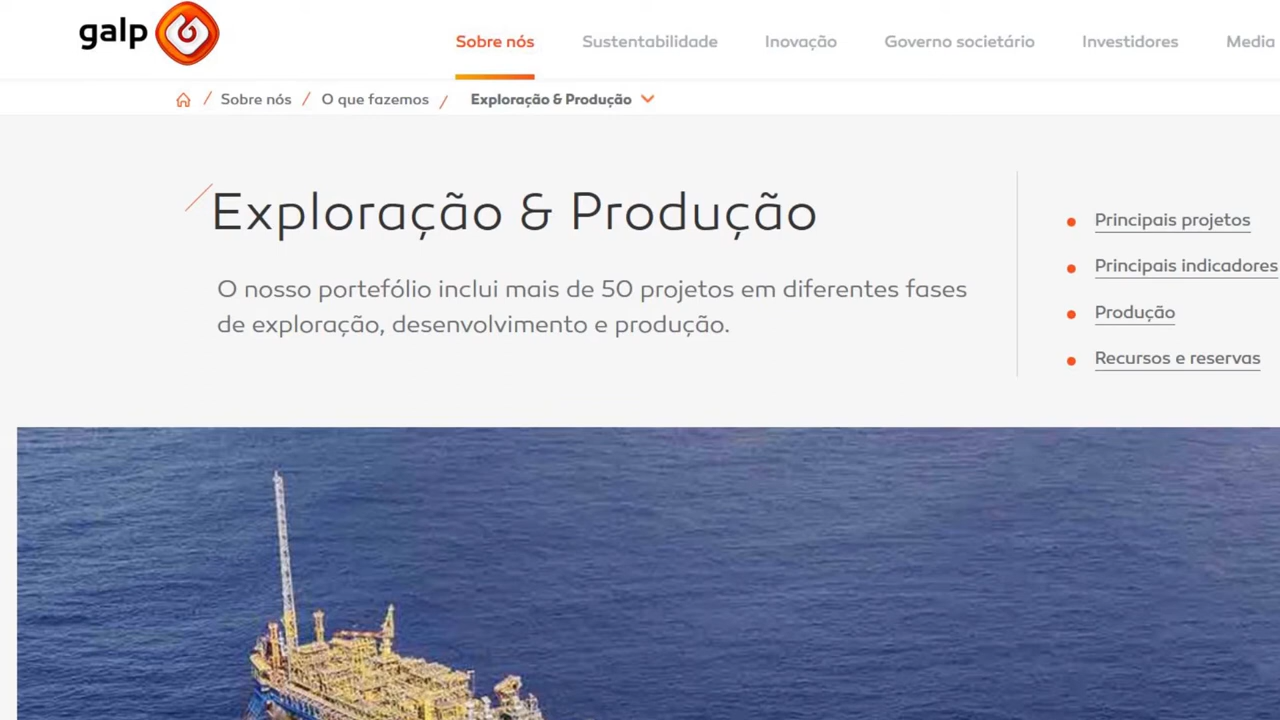 galp
Sobre nós
Sustentabilidade
Inovação
Governo societário
Investidores
Media
Sobre nós / O que fazemos / Exploração & Produção
Exploração & Produção
O nosso portefólio inclui mais de 50 projetos em diferentes fases
de exploração, desenvolvimento e produção.
Principais projetos
Principais indicadores
Produção
Recursos e reservas